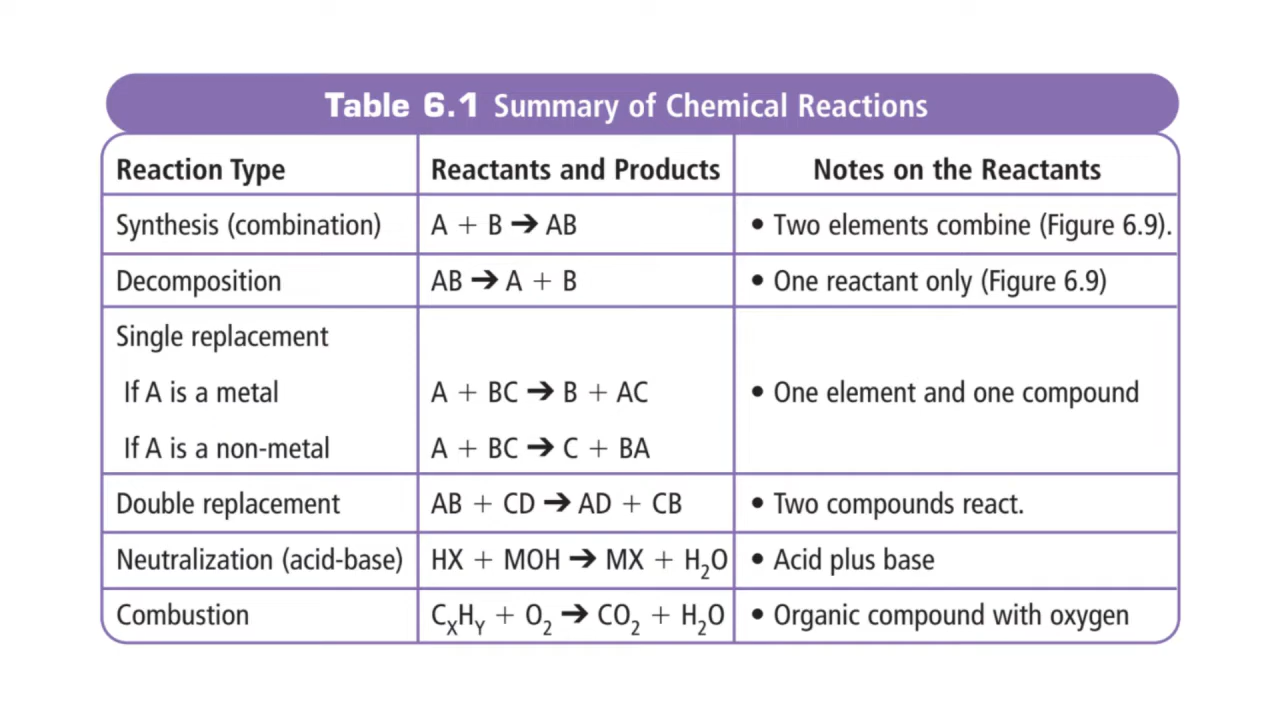 Table 6.1 Summary of Chemical Reactions
Reaction Type Reactants and Products Notes on the Reactants
Synthesis (combination) A + B → AB • Two elements combine (Figure 6.9).
Decomposition AB → A + B • One reactant only (Figure 6.9)
Single replacement
If A is a metal A + BC → B + AC • One element and one compound
If A is a non-metal A + BC → C + BA
Double replacement AB + CD → AD + CB • Two compounds react.
Neutralization (acid-base) HX + MOH → MX + H₂O • Acid plus base
Combustion CₓHY + O₂ → CO₂ + H₂O • Organic compound with oxygen